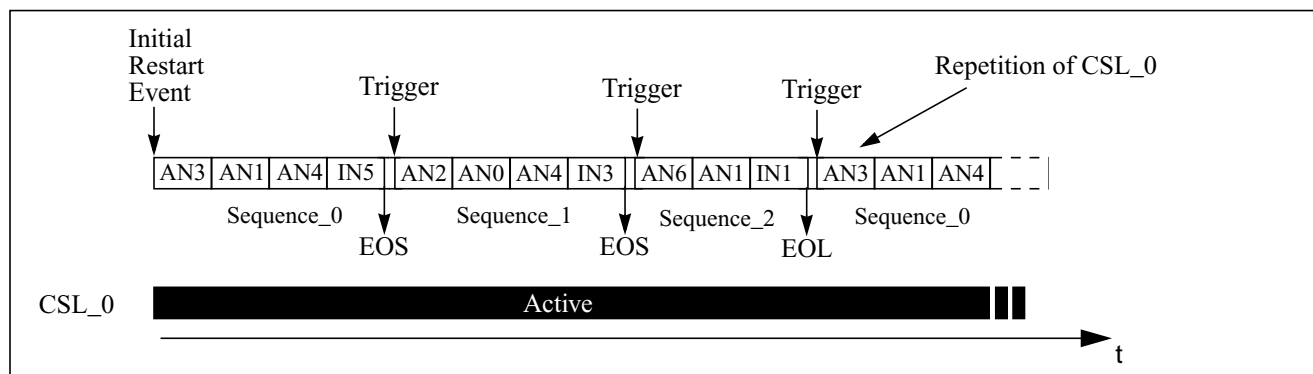 Initial
Restart
Event
Trigger
Trigger
Trigger
Repetition of CSL_0
AN3 AN1 AN4 IN5 AN2 AN0 AN4 IN3 AN6 AN1 IN1 AN3 AN1 AN4
Sequence_0 Sequence_1 Sequence_2 Sequence_0
EOS EOS EOL
CSL_0 Active
t